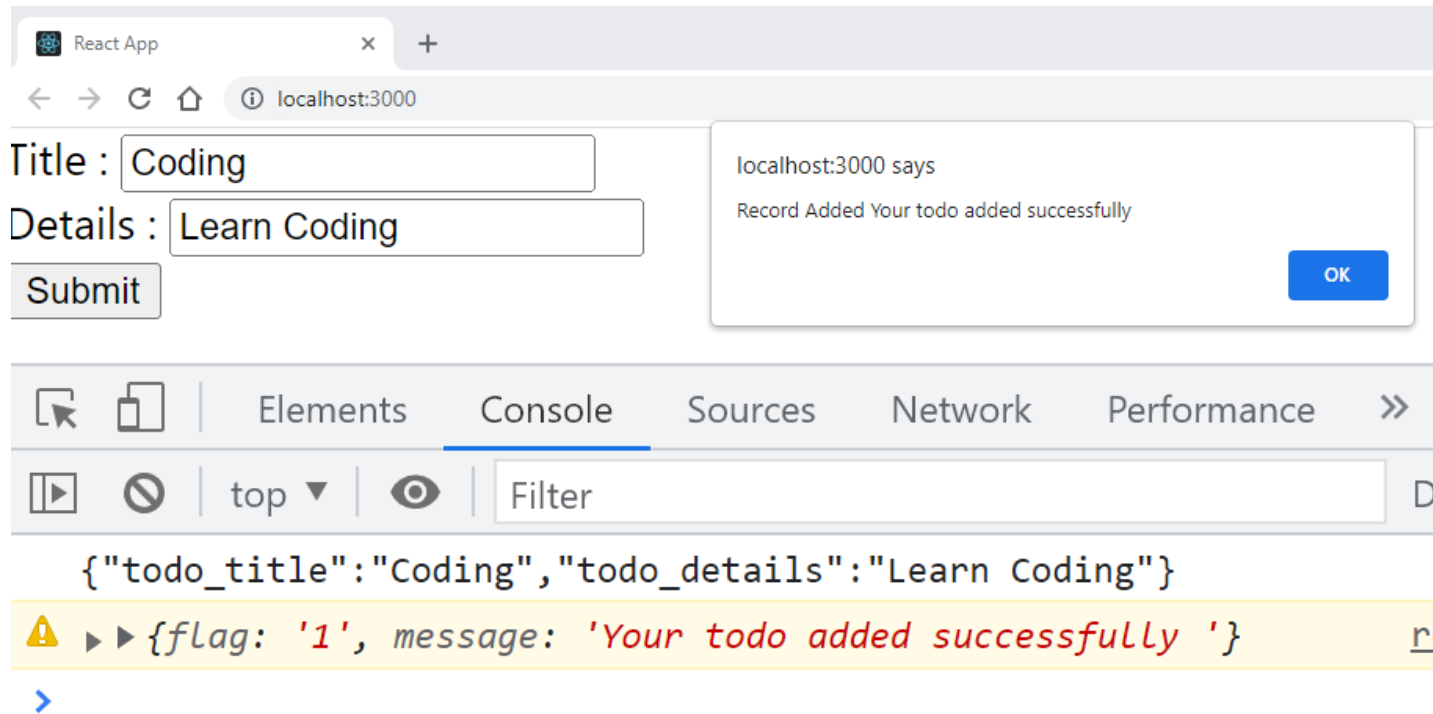 React App
localhost:3000
Title : Coding
Details : Learn Coding
Submit
localhost:3000 says
Record Added Your todo added successfully
OK
Elements Console Sources Network Performance
top Filter
{"todo_title":"Coding","todo_details":"Learn Coding"}
{flag: '1', message: 'Your todo added successfully '}